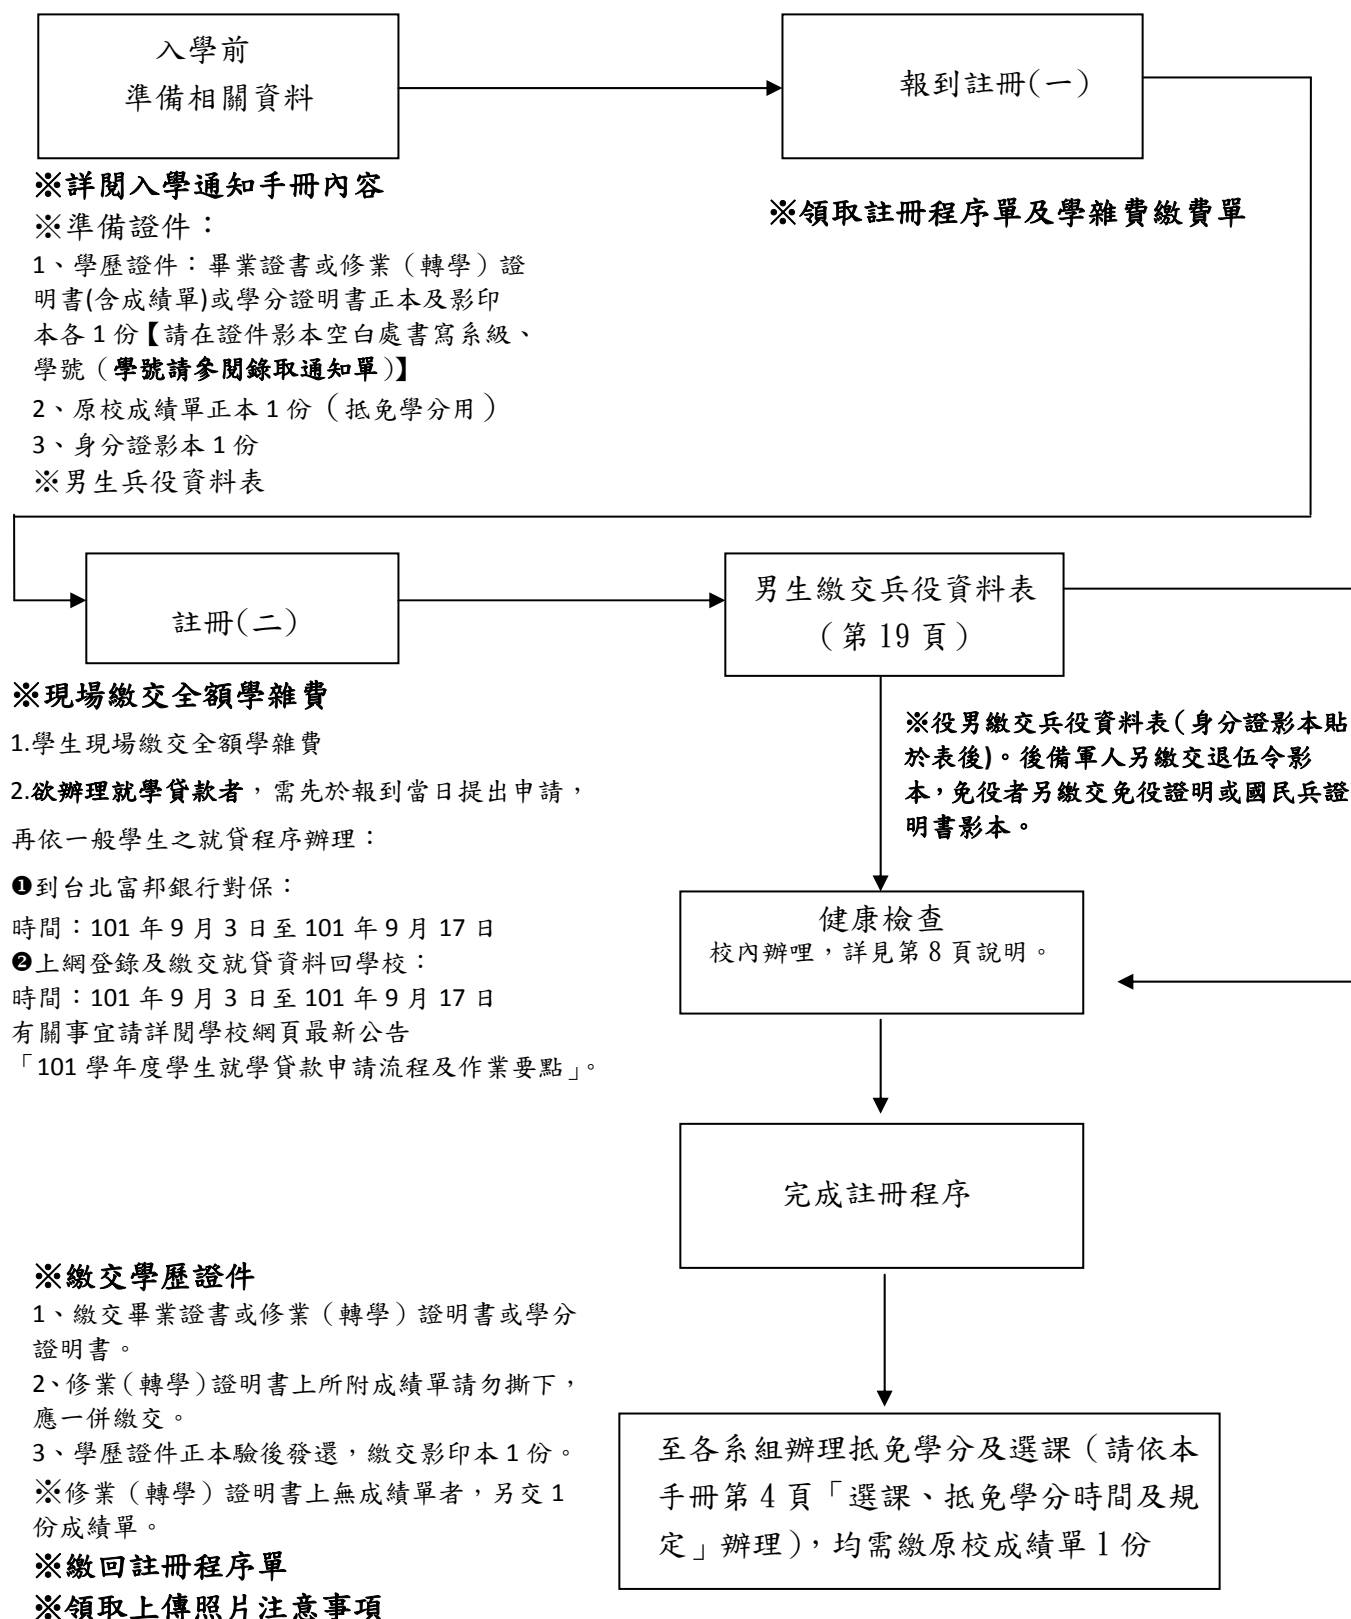 入學前
準備相關資料
報到註冊(一)
※詳閱入學通知手冊內容
※準備證件：
1、學歷證件：畢業證書或修業（轉學）證
明書(含成績單)或學分證明書正本及影印
本各 1 份【請在證件影本空白處書寫系級、
學號（學號請參閱錄取通知單）】
2、原校成績單正本 1 份（抵免學分用）
3、身分證影本 1 份
※男生兵役資料表
※領取註冊程序單及學雜費繳費單
註冊(二)
男生繳交兵役資料表
（第 19 頁）
※現場繳交全額學雜費
1.學生現場繳交全額學雜費
2.欲辦理就學貸款者，需先於報到當日提出申請，
再依一般學生之就貸程序辦理：
❶到台北富邦銀行對保：
時間：101 年 9 月 3 日至 101 年 9 月 17 日
❷上網登錄及繳交就貸資料回學校：
時間：101 年 9 月 3 日至 101 年 9 月 17 日
有關事宜請詳閱學校網頁最新公告
「101 學年度學生就學貸款申請流程及作業要點」。
※役男繳交兵役資料表（身分證影本貼
於表後)。後備軍人另繳交退伍令影
本，免役者另繳交免役證明或國民兵證
明書影本。
健康檢查
校內辦哩，詳見第 8 頁說明。
完成註冊程序
※繳交學歷證件
1、繳交畢業證書或修業（轉學）證明書或學分
證明書。
2、修業（轉學）證明書上所附成績單請勿撕下，
應一併繳交。
3、學歷證件正本驗後發還，繳交影印本 1 份。
※修業（轉學）證明書上無成績單者，另交 1
份成績單。
※繳回註冊程序單
※領取上傳照片注意事項
至各系組辦理抵免學分及選課（請依本
手冊第 4 頁「選課、抵免學分時間及規
定」辦理），均需繳原校成績單 1 份